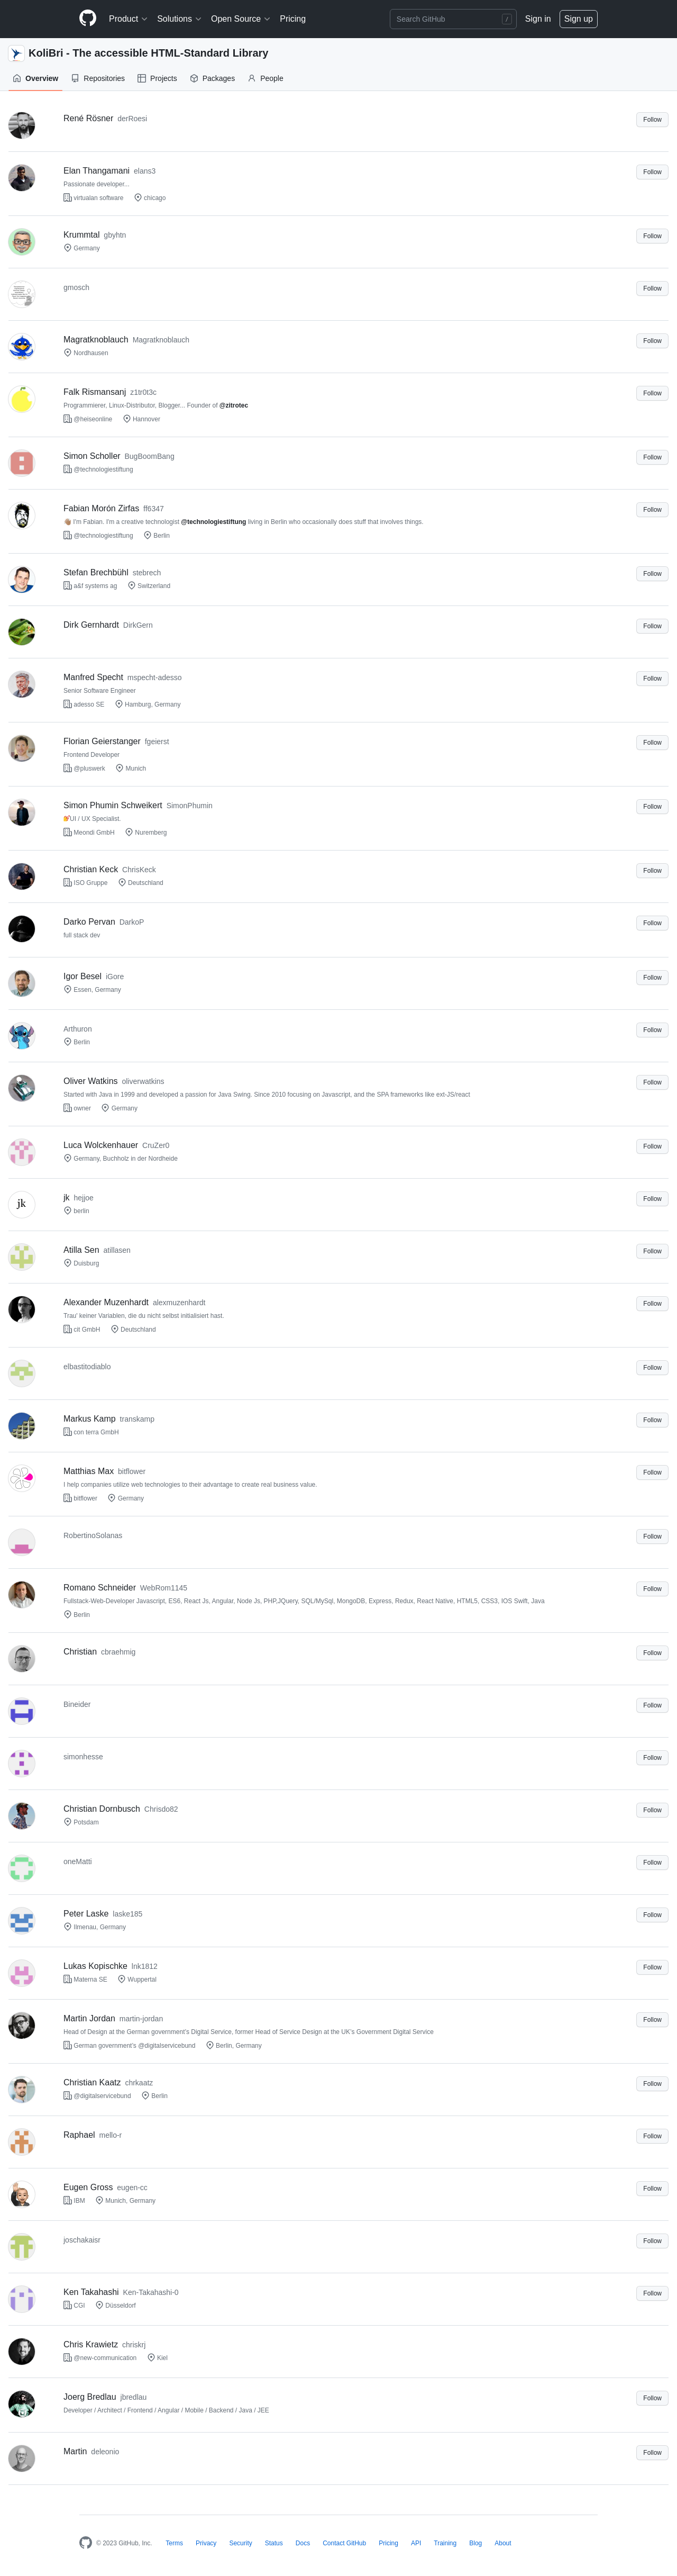 Product Solutions Open Source Pricing Search GitHub / Sign in Sign up
KoliBri - The accessible HTML-Standard Library
Overview Repositories Projects Packages People
René Rösner derRoesi Follow
Elan Thangamani elans3 Follow
Passionate developer...
virtualan software chicago
Krummtal gbyhtn Follow
Germany
gmosch Follow
Magratknoblauch Magratknoblauch Follow
Nordhausen
Falk Rismansanj z1tr0t3c Follow
Programmierer, Linux-Distributor, Blogger... Founder of @zitrotec
@heiseonline Hannover
Simon Scholler BugBoomBang Follow
@technologiestiftung
Fabian Morón Zirfas ff6347 Follow
👋🏽 I'm Fabian. I'm a creative technologist @technologiestiftung living in Berlin who occasionally does stuff that involves things.
@technologiestiftung Berlin
Stefan Brechbühl stebrech Follow
a&f systems ag Switzerland
Dirk Gernhardt DirkGern Follow
Manfred Specht mspecht-adesso Follow
Senior Software Engineer
adesso SE Hamburg, Germany
Florian Geierstanger fgeierst Follow
Frontend Developer
@pluswerk Munich
Simon Phumin Schweikert SimonPhumin Follow
UI / UX Specialist.
Meondi GmbH Nuremberg
Christian Keck ChrisKeck Follow
ISO Gruppe Deutschland
Darko Pervan DarkoP Follow
full stack dev
Igor Besel iGore Follow
Essen, Germany
Arthuron Follow
Berlin
Oliver Watkins oliverwatkins Follow
Started with Java in 1999 and developed a passion for Java Swing. Since 2010 focusing on Javascript, and the SPA frameworks like ext-JS/react
owner Germany
Luca Wolckenhauer CruZer0 Follow
Germany, Buchholz in der Nordheide
jk
jk hejjoe Follow
berlin
Atilla Sen atillasen Follow
Duisburg
Alexander Muzenhardt alexmuzenhardt Follow
Trau' keiner Variablen, die du nicht selbst initialisiert hast.
cit GmbH Deutschland
elbastitodiablo Follow
Markus Kamp transkamp Follow
con terra GmbH
Matthias Max bitflower Follow
I help companies utilize web technologies to their advantage to create real business value.
bitflower Germany
RobertinoSolanas Follow
Romano Schneider WebRom1145 Follow
Fullstack-Web-Developer Javascript, ES6, React Js, Angular, Node Js, PHP,JQuery, SQL/MySql, MongoDB, Express, Redux, React Native, HTML5, CSS3, IOS Swift, Java
Berlin
Christian cbraehmig Follow
Bineider Follow
simonhesse Follow
Christian Dornbusch Chrisdo82 Follow
Potsdam
oneMatti Follow
Peter Laske laske185 Follow
Ilmenau, Germany
Lukas Kopischke lnk1812 Follow
Materna SE Wuppertal
Martin Jordan martin-jordan Follow
Head of Design at the German government's Digital Service, former Head of Service Design at the UK's Government Digital Service
German government's @digitalservicebund Berlin, Germany
Christian Kaatz chrkaatz Follow
@digitalservicebund Berlin
Raphael mello-r Follow
Eugen Gross eugen-cc Follow
IBM Munich, Germany
joschakaisr Follow
Ken Takahashi Ken-Takahashi-0 Follow
CGI Düsseldorf
Chris Krawietz chriskrj Follow
@new-communication Kiel
Joerg Bredlau jbredlau Follow
Developer / Architect / Frontend / Angular / Mobile / Backend / Java / JEE
Martin deleonio Follow
© 2023 GitHub, Inc. Terms Privacy Security Status Docs Contact GitHub Pricing API Training Blog About